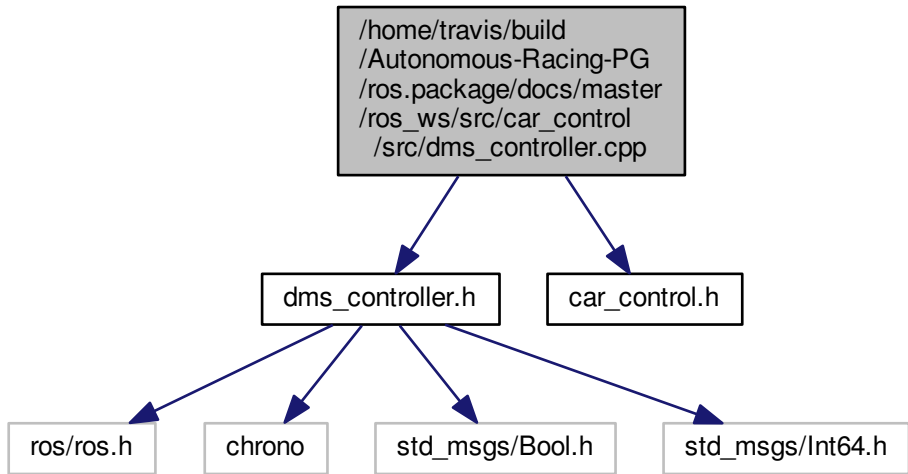 /home/travis/build
/Autonomous-Racing-PG
/ros.package/docs/master
/ros_ws/src/car_control
/src/dms_controller.cpp
dms_controller.h
car_control.h
ros/ros.h
chrono
std_msgs/Bool.h
std_msgs/Int64.h